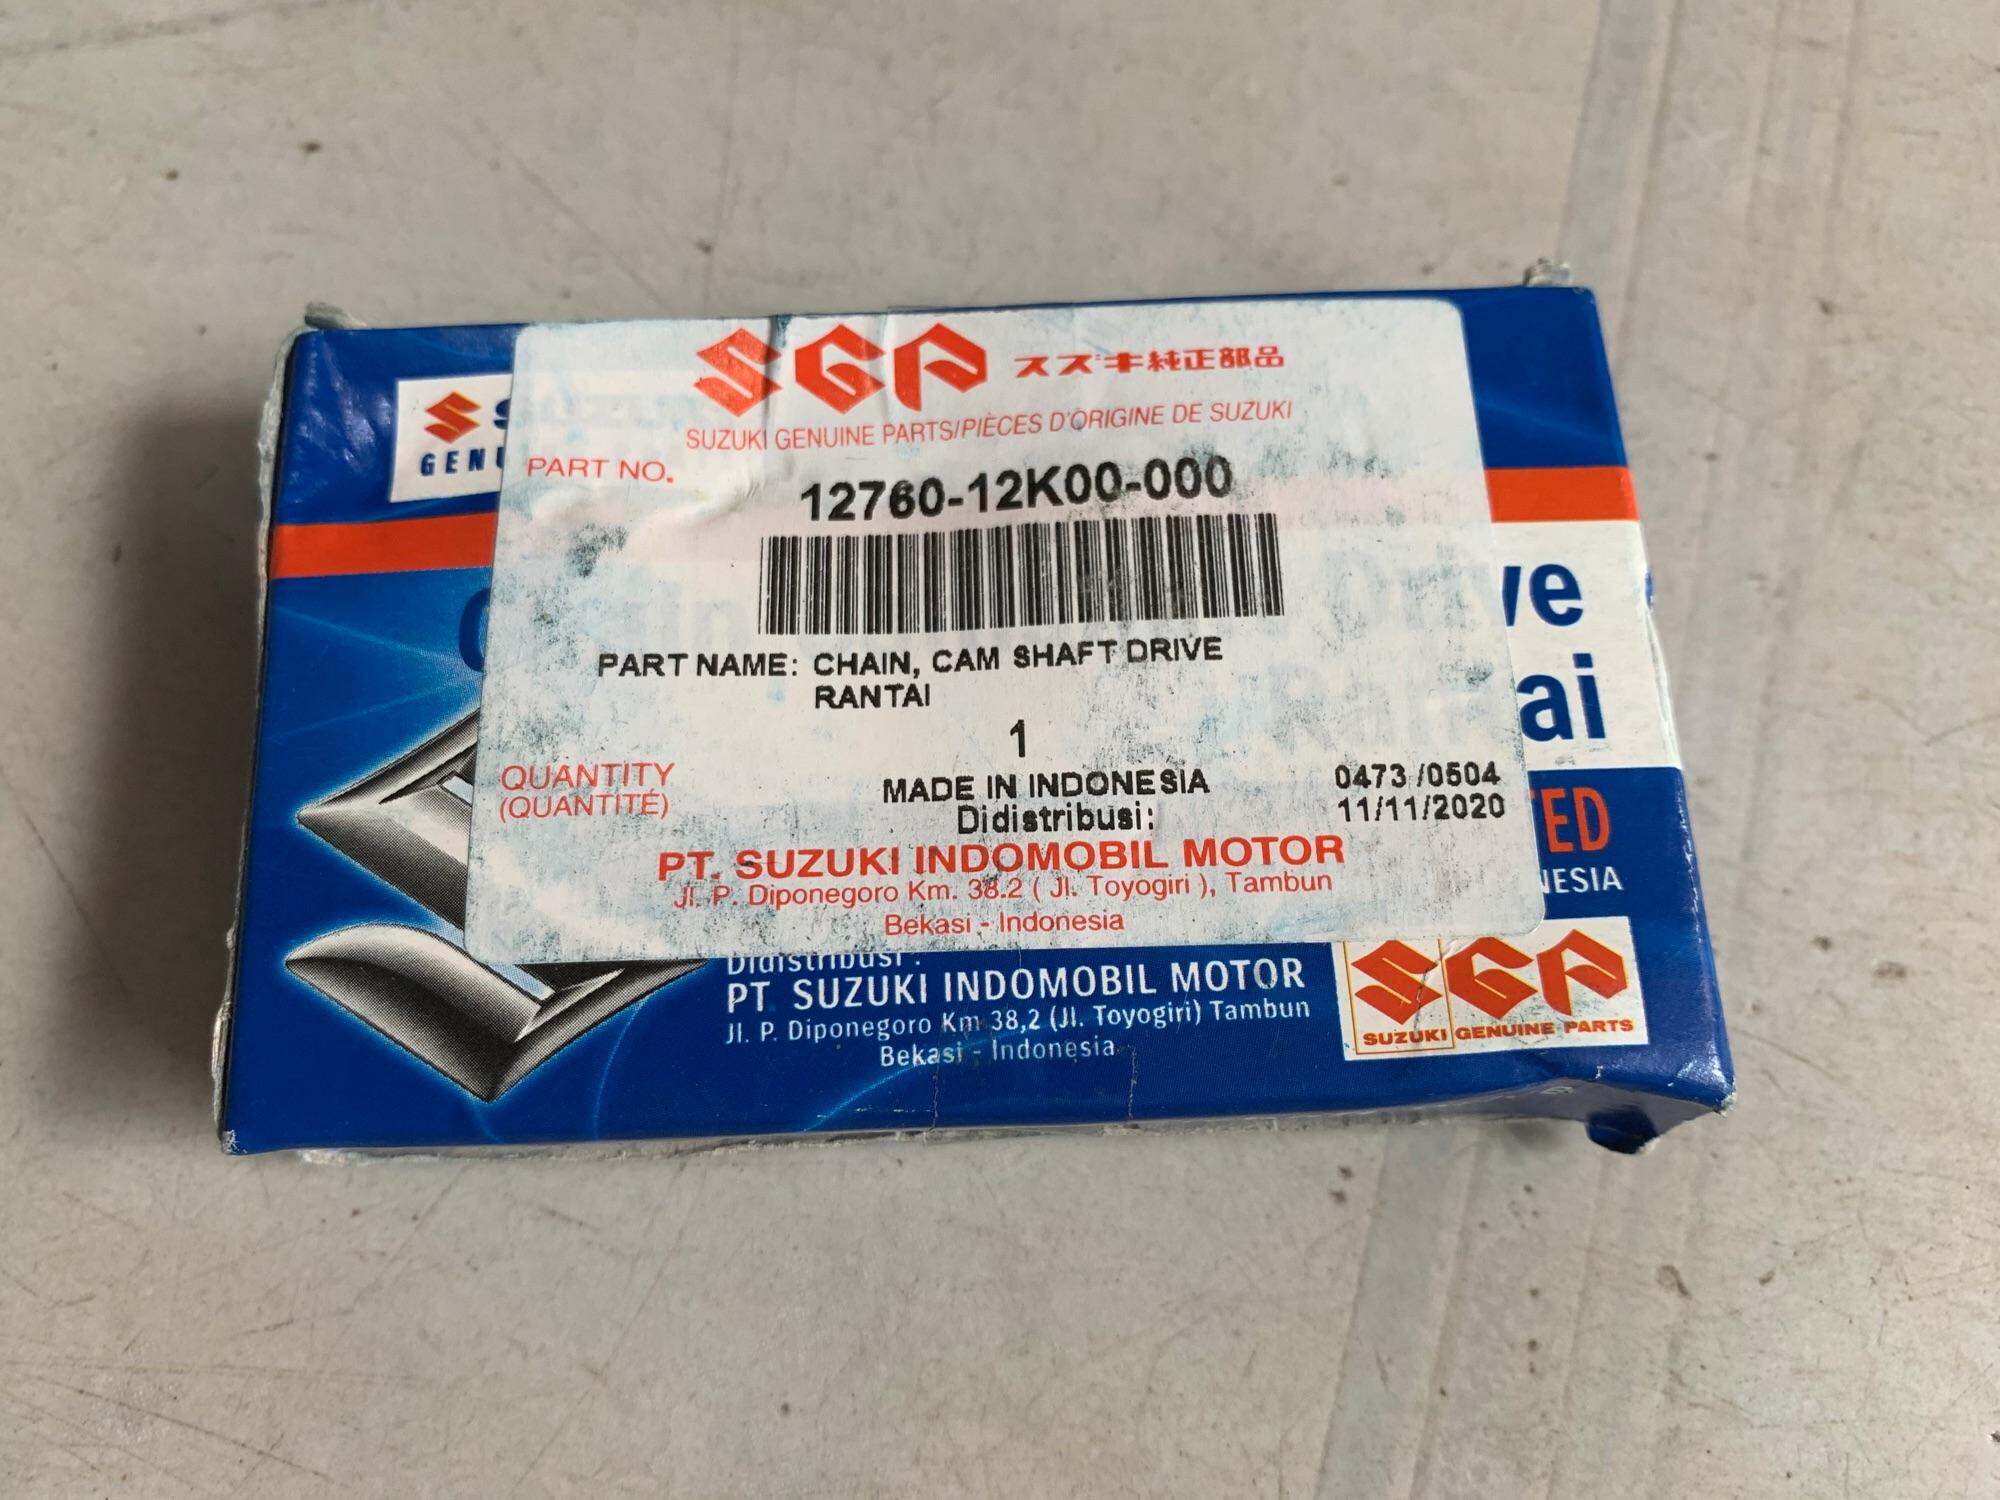 SGP スズキ純正部品
SUZUKI GENUINE PARTS/PIÈCES D'ORIGINE DE SUZUKI
PART NO.
12760-12K00-000
PART NAME: CHAIN, CAM SHAFT DRIVE
RANTAI
1
QUANTITY
(QUANTITÉ)
MADE IN INDONESIA
Didistribusi:
0473 /0504
11/11/2020
PT. SUZUKI INDOMOBIL MOTOR
Jl. P. Diponegoro Km. 38.2 ( Jl. Toyogiri ), Tambun
Bekasi - Indonesia
Didistribusi :
PT SUZUKI INDOMOBIL MOTOR
Jl. P. Diponegoro Km 38,2 (Jl. Toyogiri) Tambun
Bekasi - Indonesia
SGP
SUZUKI GENUINE PARTS